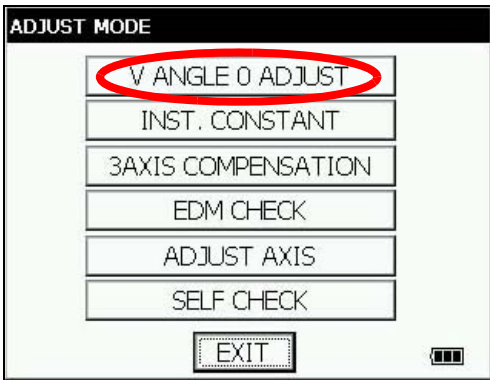 ADJUST MODE
V ANGLE 0 ADJUST
INST. CONSTANT
3AXIS COMPENSATION
EDM CHECK
ADJUST AXIS
SELF CHECK
EXIT